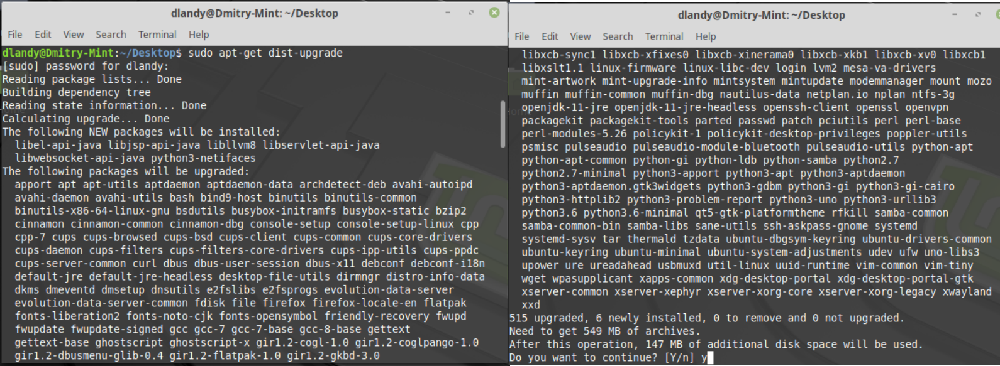 dlandy@Dmitry-Mint: ~/Desktop
File Edit View Search Terminal Help
dlandy@Dmitry-Mint:~/Desktop$ sudo apt-get dist-upgrade
[sudo] password for dlandy:
Reading package lists... Done
Building dependency tree
Reading state information... Done
Calculating upgrade... Done
The following NEW packages will be installed:
libel-api-java libjsp-api-java libllvm8 libservlet-api-java
libwebsocket-api-java python3-netifaces
The following packages will be upgraded:
apport apt apt-utils aptdaemon aptdaemon-data archdetect-deb avahi-autoipd
avahi-daemon avahi-utils bash bind9-host binutils binutils-common
binutils-x86-64-linux-gnu bsdutils busybox-initramfs busybox-static bzip2
cinnamon cinnamon-common cinnamon-dbg console-setup console-setup-linux cpp
cpp-7 cups cups-browsed cups-bsd cups-client cups-common cups-core-drivers
cups-daemon cups-filters cups-filters-core-drivers cups-ipp-utils cups-ppdc
cups-server-common curl dbus dbus-user-session dbus-x11 debconf debconf-i18n
default-jre default-jre-headless desktop-file-utils dirmngr distro-info-data
dkms dmeventd dmsetup dnsutils e2fslibs e2fsprogs evolution-data-server
evolution-data-server-common fdisk file firefox firefox-locale-en flatpak
fonts-liberation2 fonts-noto-cjk fonts-opensymbol friendly-recovery fwupd
fwupdate fwupdate-signed gcc gcc-7 gcc-7-base gcc-8-base gettext
gettext-base ghostscript ghostscript-x gir1.2-cogl-1.0 gir1.2-coglpango-1.0
gir1.2-dbusmenu-glib-0.4 gir1.2-flatpak-1.0 gir1.2-gkbd-3.0
dlandy@Dmitry-Mint: ~/Desktop
File Edit View Search Terminal Help
libxcb-sync1 libxcb-xfixes0 libxcb-xinerama0 libxcb-xkb1 libxcb-xv0 libxcb1
libxslt1.1 linux-firmware linux-libc-dev login lvm2 mesa-va-drivers
mint-artwork mint-upgrade-info mintsystem mintupdate modemmanager mount mozo
muffin muffin-common muffin-dbg nautilus-data netplan.io nplan ntfs-3g
openjdk-11-jre openjdk-11-jre-headless openssh-client openssl openvpn
packagekit packagekit-tools parted passwd patch pciutils perl perl-base
perl-modules-5.26 policykit-1 policykit-desktop-privileges poppler-utils
psmisc pulseaudio pulseaudio-module-bluetooth pulseaudio-utils python-apt
python-apt-common python-gi python-ldb python-samba python2.7
python2.7-minimal python3-apport python3-apt python3-aptdaemon
python3-aptdaemon.gtk3widgets python3-gdbm python3-gi python3-gi-cairo
python3-httplib2 python3-problem-report python3-uno python3-urllib3
python3.6 python3.6-minimal qt5-gtk-platformtheme rfkill samba-common
samba-common-bin samba-libs sane-utils ssh-askpass-gnome systemd
systemd-sysv tar thermald tzdata ubuntu-dbgsym-keyring ubuntu-drivers-common
ubuntu-keyring ubuntu-minimal ubuntu-system-adjustments udev ufw uno-libs3
upower ure ureadahead usbmuxd util-linux uuid-runtime vim-common vim-tiny
wget wpasupplicant xapps-common xdg-desktop-portal xdg-desktop-portal-gtk
xserver-common xserver-xephyr xserver-xorg-core xserver-xorg-legacy xwayland
xxd
515 upgraded, 6 newly installed, 0 to remove and 0 not upgraded.
Need to get 549 MB of archives.
After this operation, 147 MB of additional disk space will be used.
Do you want to continue? [Y/n] y